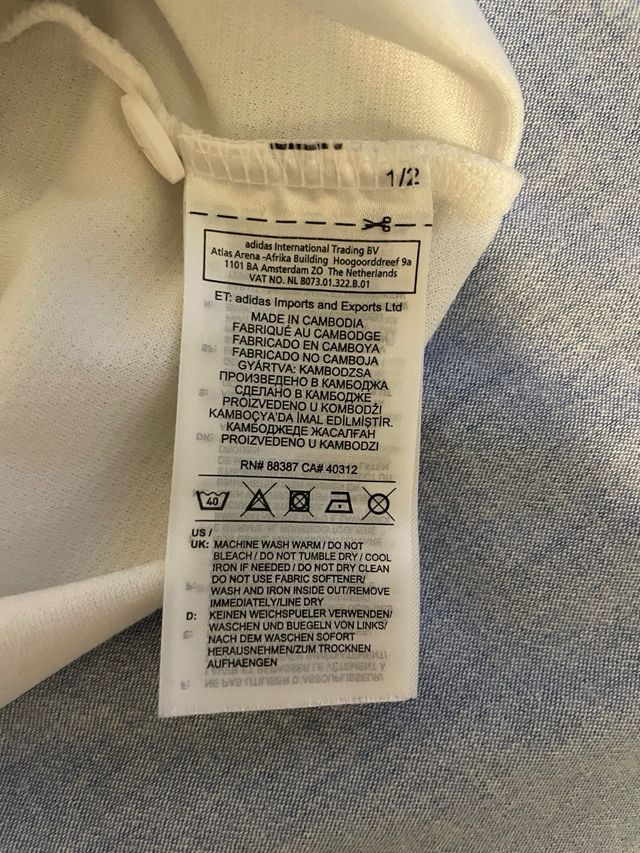 1/2
adidas International Trading BV
Atlas Arena -Afrika Building Hoogoorddreef 9a
1101 BA Amsterdam ZO The Netherlands
VAT NO. NL 8073.01.322.B.01
ET: adidas Imports and Exports Ltd
MADE IN CAMBODIA
FABRIQUÉ AU CAMBODGE
FABRICADO EN CAMBOYA
FABRICADO NO CAMBOJA
GYÁRTVA: KAMBODZSA
ПРОИЗВЕДЕНО В КАМБОДЖА
СДЕЛАНО В КАМБОДЖЕ
PROIZVEDENO U KOMBODŽI
KAMBOÇYA'DA İMAL EDİLMİŞTİR.
КАМБОДЖЕДЕ ЖАСАЛҒАН
PROIZVEDENO U KAMBODZI
RN# 88387 CA# 40312
40
US /
UK: MACHINE WASH WARM / DO NOT
BLEACH / DO NOT TUMBLE DRY / COOL
IRON IF NEEDED / DO NOT DRY CLEAN
DO NOT USE FABRIC SOFTENER/
WASH AND IRON INSIDE OUT/REMOVE
IMMEDIATELY/LINE DRY
D: KEINEN WEICHSPUELER VERWENDEN/
WASCHEN UND BUEGELN VON LINKS/
NACH DEM WASCHEN SOFORT
HERAUSNEHMEN/ZUM TROCKNEN
AUFHAENGEN